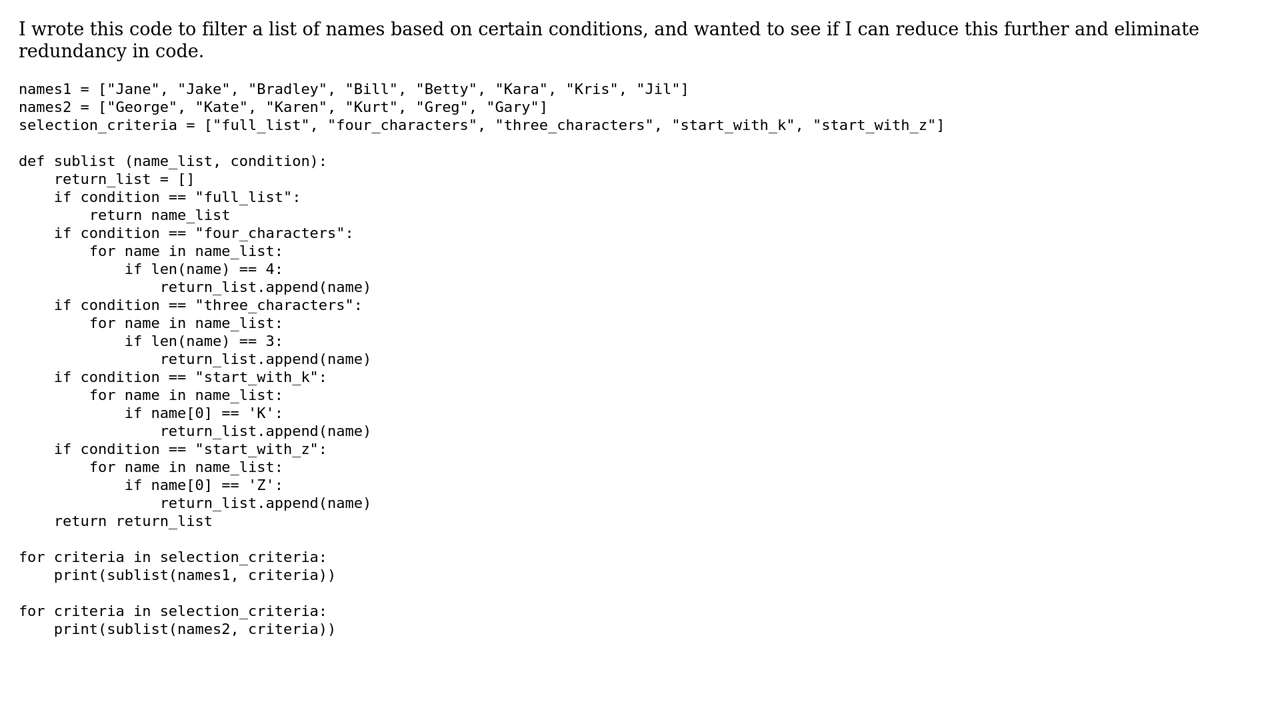 I wrote this code to filter a list of names based on certain conditions, and wanted to see if I can reduce this further and eliminate
redundancy in code.
names1 = ["Jane", "Jake", "Bradley", "Bill", "Betty", "Kara", "Kris", "Jil"]
names2 = ["George", "Kate", "Karen", "Kurt", "Greg", "Gary"]
selection_criteria = ["full_list", "four_characters", "three_characters", "start_with_k", "start_with_z"]

def sublist (name_list, condition):
    return_list = []
    if condition == "full_list":
        return name_list
    if condition == "four_characters":
        for name in name_list:
            if len(name) == 4:
                return_list.append(name)
    if condition == "three_characters":
        for name in name_list:
            if len(name) == 3:
                return_list.append(name)
    if condition == "start_with_k":
        for name in name_list:
            if name[0] == 'K':
                return_list.append(name)
    if condition == "start_with_z":
        for name in name_list:
            if name[0] == 'Z':
                return_list.append(name)
    return return_list

for criteria in selection_criteria:
    print(sublist(names1, criteria))

for criteria in selection_criteria:
    print(sublist(names2, criteria))